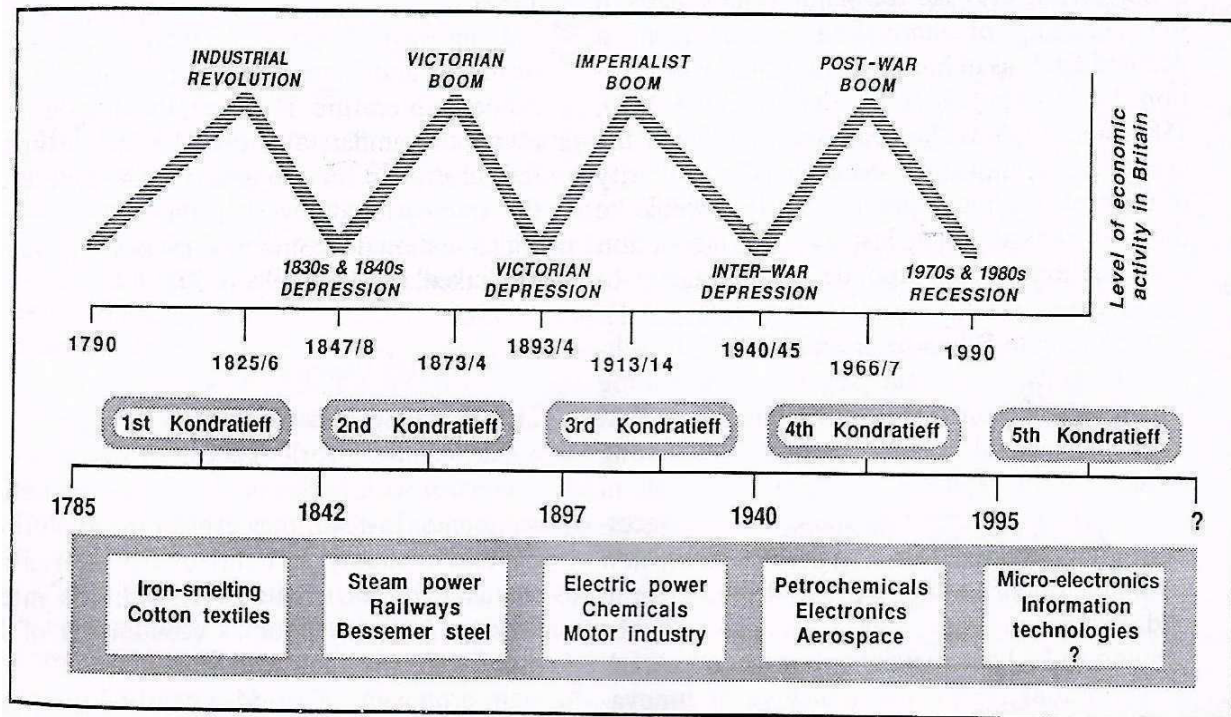 INDUSTRIAL
REVOLUTION
VICTORIAN
BOOM
IMPERIALIST
BOOM
POST-WAR
BOOM
Level of economic
activity in Britain
1830s & 1840s
DEPRESSION
VICTORIAN
DEPRESSION
INTER-WAR
DEPRESSION
1970s & 1980s
RECESSION
1790
1825/6
1847/8
1873/4
1893/4
1913/14
1940/45
1966/7
1990
1st Kondratieff
2nd Kondratieff
3rd Kondratieff
4th Kondratieff
5th Kondratieff
1785
1842
1897
1940
1995
?
Iron-smelting
Cotton textiles
Steam power
Railways
Bessemer steel
Electric power
Chemicals
Motor industry
Petrochemicals
Electronics
Aerospace
Micro-electronics
Information
technologies
?